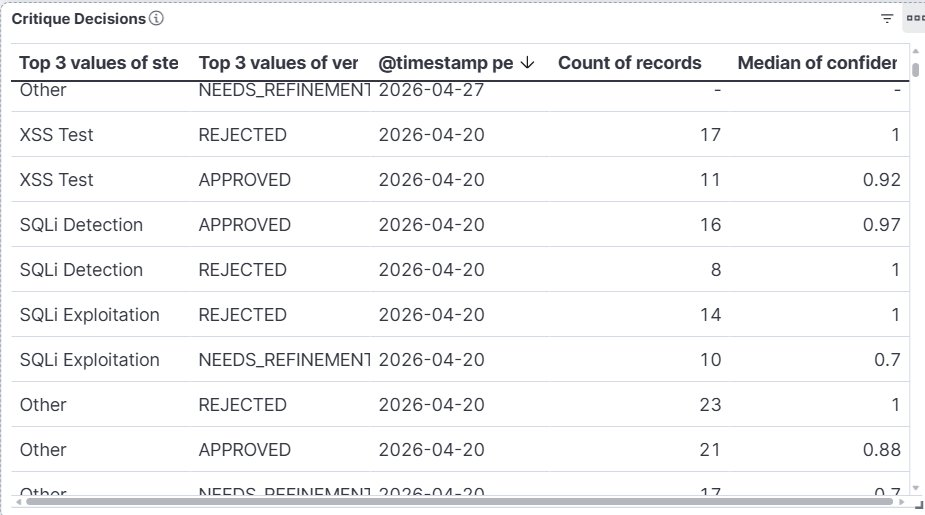 Critique Decisions
Top 3 values of ste Top 3 values of ver @timestamp pe Count of records Median of confider
Other NEEDS_REFINEMENT 2026-04-27 - -
XSS Test REJECTED 2026-04-20 17 1
XSS Test APPROVED 2026-04-20 11 0.92
SQLi Detection APPROVED 2026-04-20 16 0.97
SQLi Detection REJECTED 2026-04-20 8 1
SQLi Exploitation REJECTED 2026-04-20 14 1
SQLi Exploitation NEEDS_REFINEMENT 2026-04-20 10 0.7
Other REJECTED 2026-04-20 23 1
Other APPROVED 2026-04-20 21 0.88
Other NEEDS_REFINEMENT 2026-04-20 17 0.7